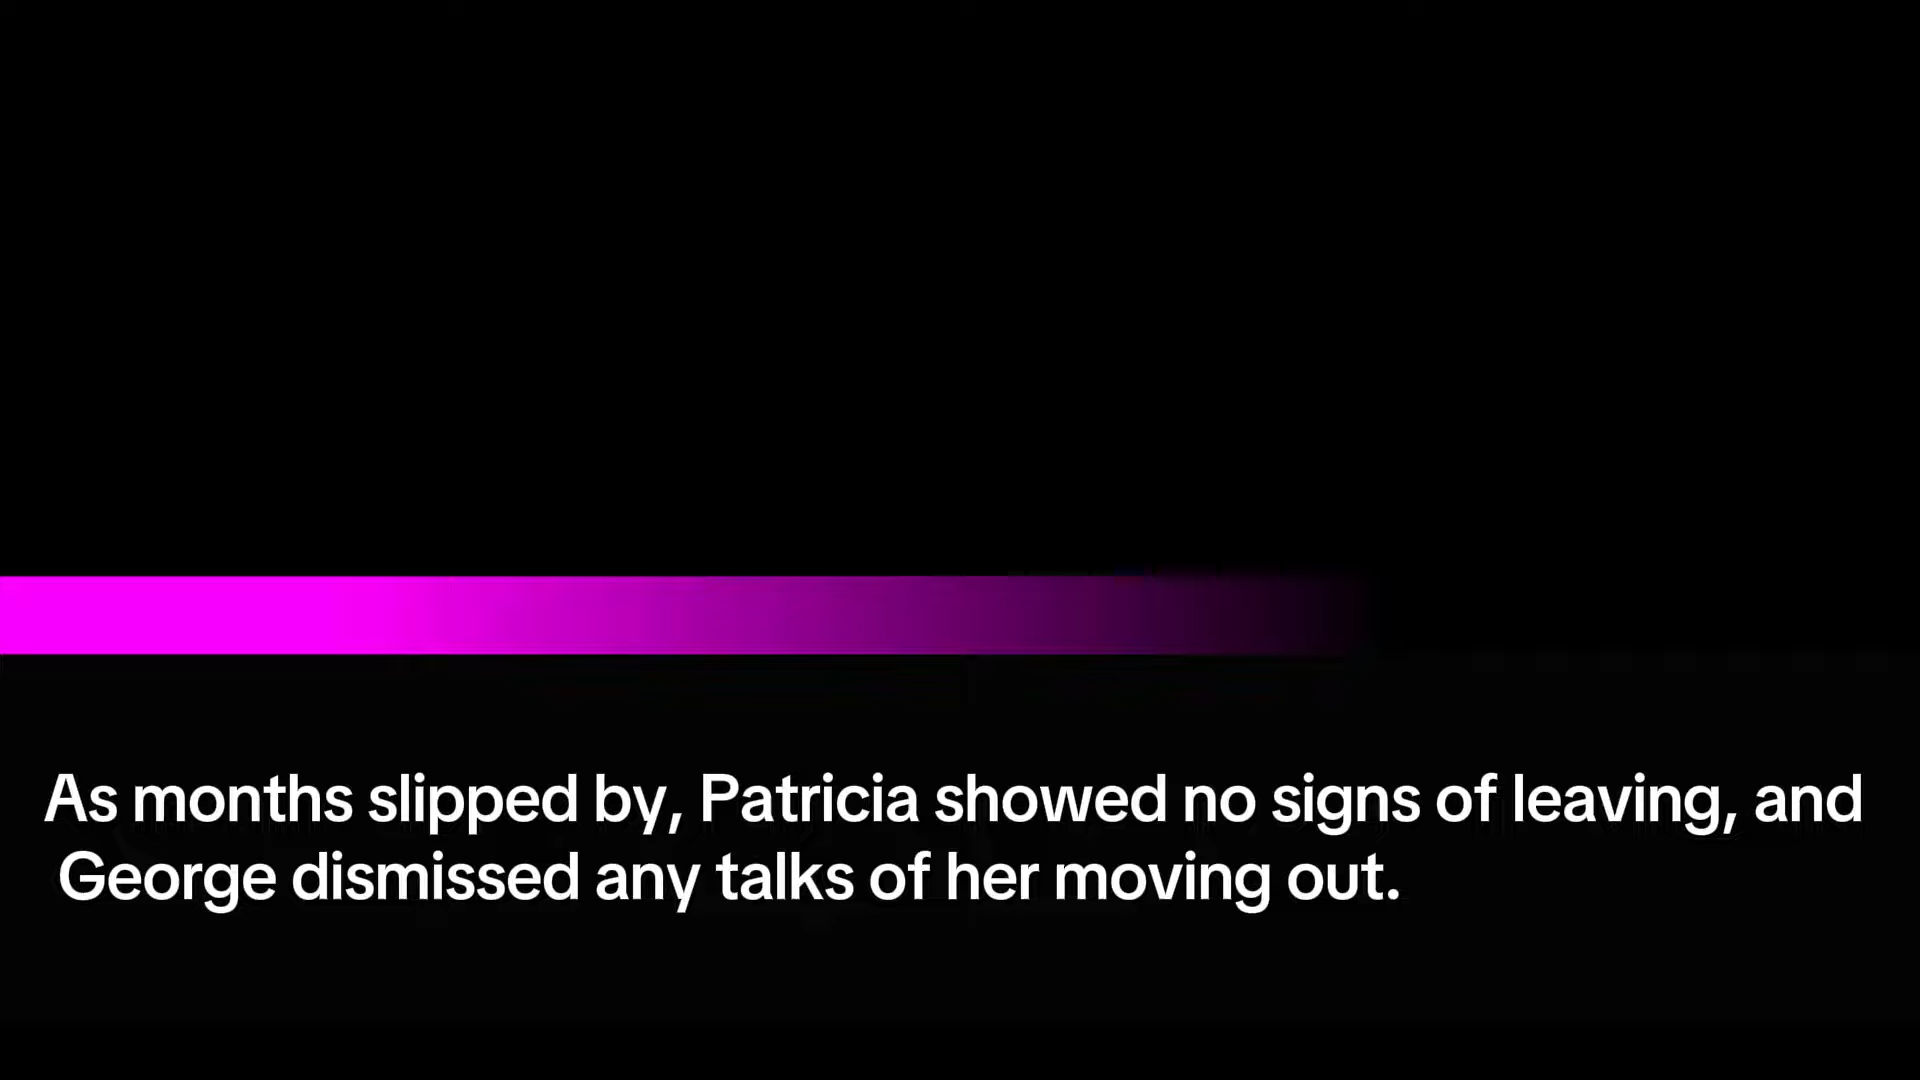 As months slipped by, Patricia showed no signs of leaving, and
George dismissed any talks of her moving out.